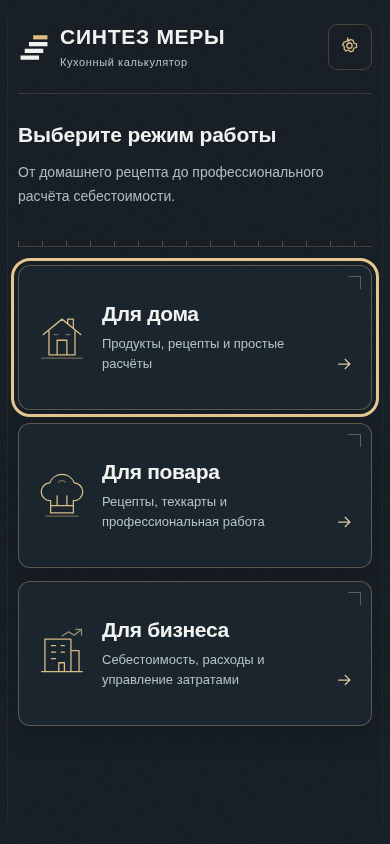 СИНТЕЗ МЕРЫ
Кухонный калькулятор
Выберите режим работы
От домашнего рецепта до профессионального
расчёта себестоимости.
Для дома
Продукты, рецепты и простые
расчёты
Для повара
Рецепты, техкарты и
профессиональная работа
Для бизнеса
Себестоимость, расходы и
управление затратами